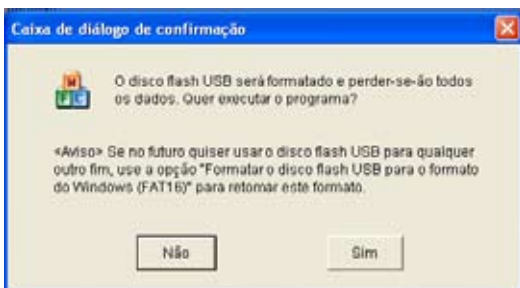 Caixa de diálogo de confirmação
O disco flash USB será formatado e perder-se-ão todos
os dados. Quer executar o programa?
<Aviso> Se no futuro quiser usar o disco flash USB para qualquer
outro fim, use a opção "Formatar o disco flash USB para o formato
do Windows (FAT16)" para retomar este formato.
Não
Sim